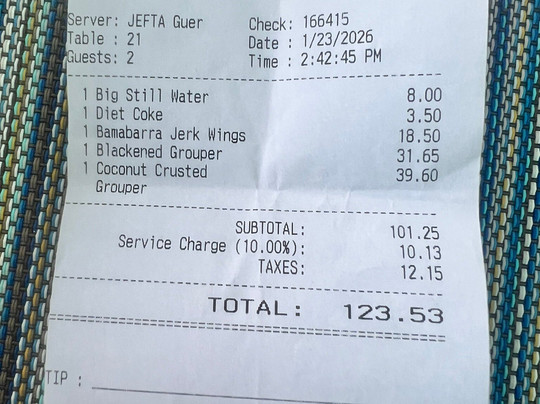 Server: JEFTA Guer Check: 166415
Table : 21 Date : 1/23/2026
Guests: 2 Time : 2:42:45 PM
1 Big Still Water 8.00
1 Diet Coke 3.50
1 Bamabarra Jerk Wings 18.50
1 Blackened Grouper 31.65
1 Coconut Crusted 39.60
Grouper
SUBTOTAL: 101.25
Service Charge (10.00%): 10.13
TAXES: 12.15
TOTAL: 123.53
TIP :